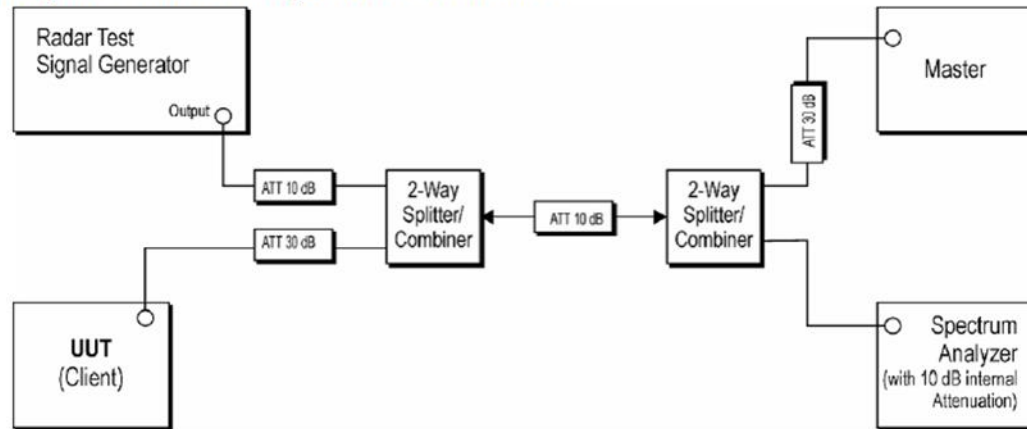 Radar Test
Signal Generator
Output
ATT 10 dB
2-Way
Splitter/
Combiner
ATT 30 dB
UUT
(Client)
ATT 10 dB
2-Way
Splitter/
Combiner
ATT 30 dB
Master
Spectrum
Analyzer
(with 10 dB internal
Attenuation)